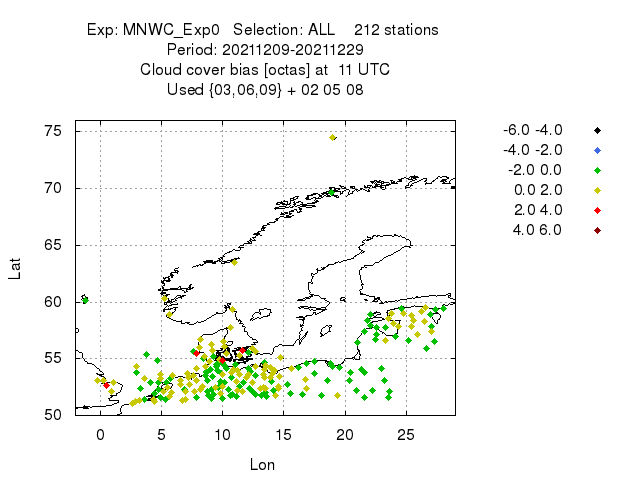 Exp: MNWC_Exp0   Selection: ALL    212 stations
Period: 20211209-20211229
Cloud cover bias [octas] at  11 UTC
Used {03,06,09} + 02 05 08
-6.0 -4.0
-4.0 -2.0
-2.0 0.0
0.0 2.0
2.0 4.0
4.0 6.0
Lat
75
70
65
60
55
50
0 5 10 15 20 25
Lon